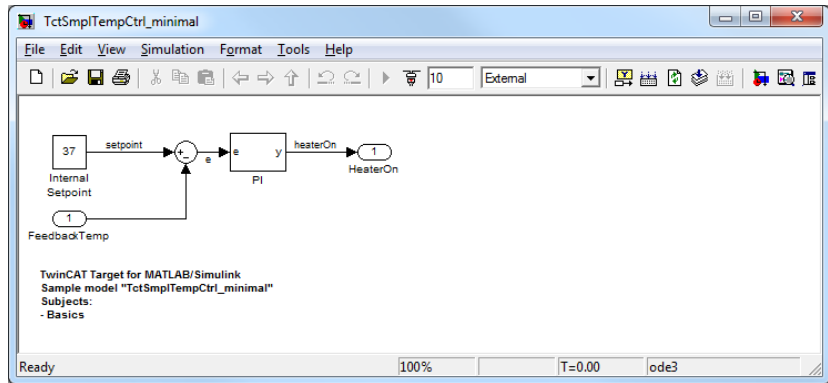 TctSmplTempCtrl_minimal
File Edit View Simulation Format Tools Help
10 External
37
setpoint
+
-
e
e y
heaterOn
1
Internal
Setpoint
PI
HeaterOn
1
FeedbackTemp
TwinCAT Target for MATLAB/Simulink
Sample model "TctSmplTempCtrl_minimal"
Subjects:
- Basics
Ready 100% T=0.00 ode3